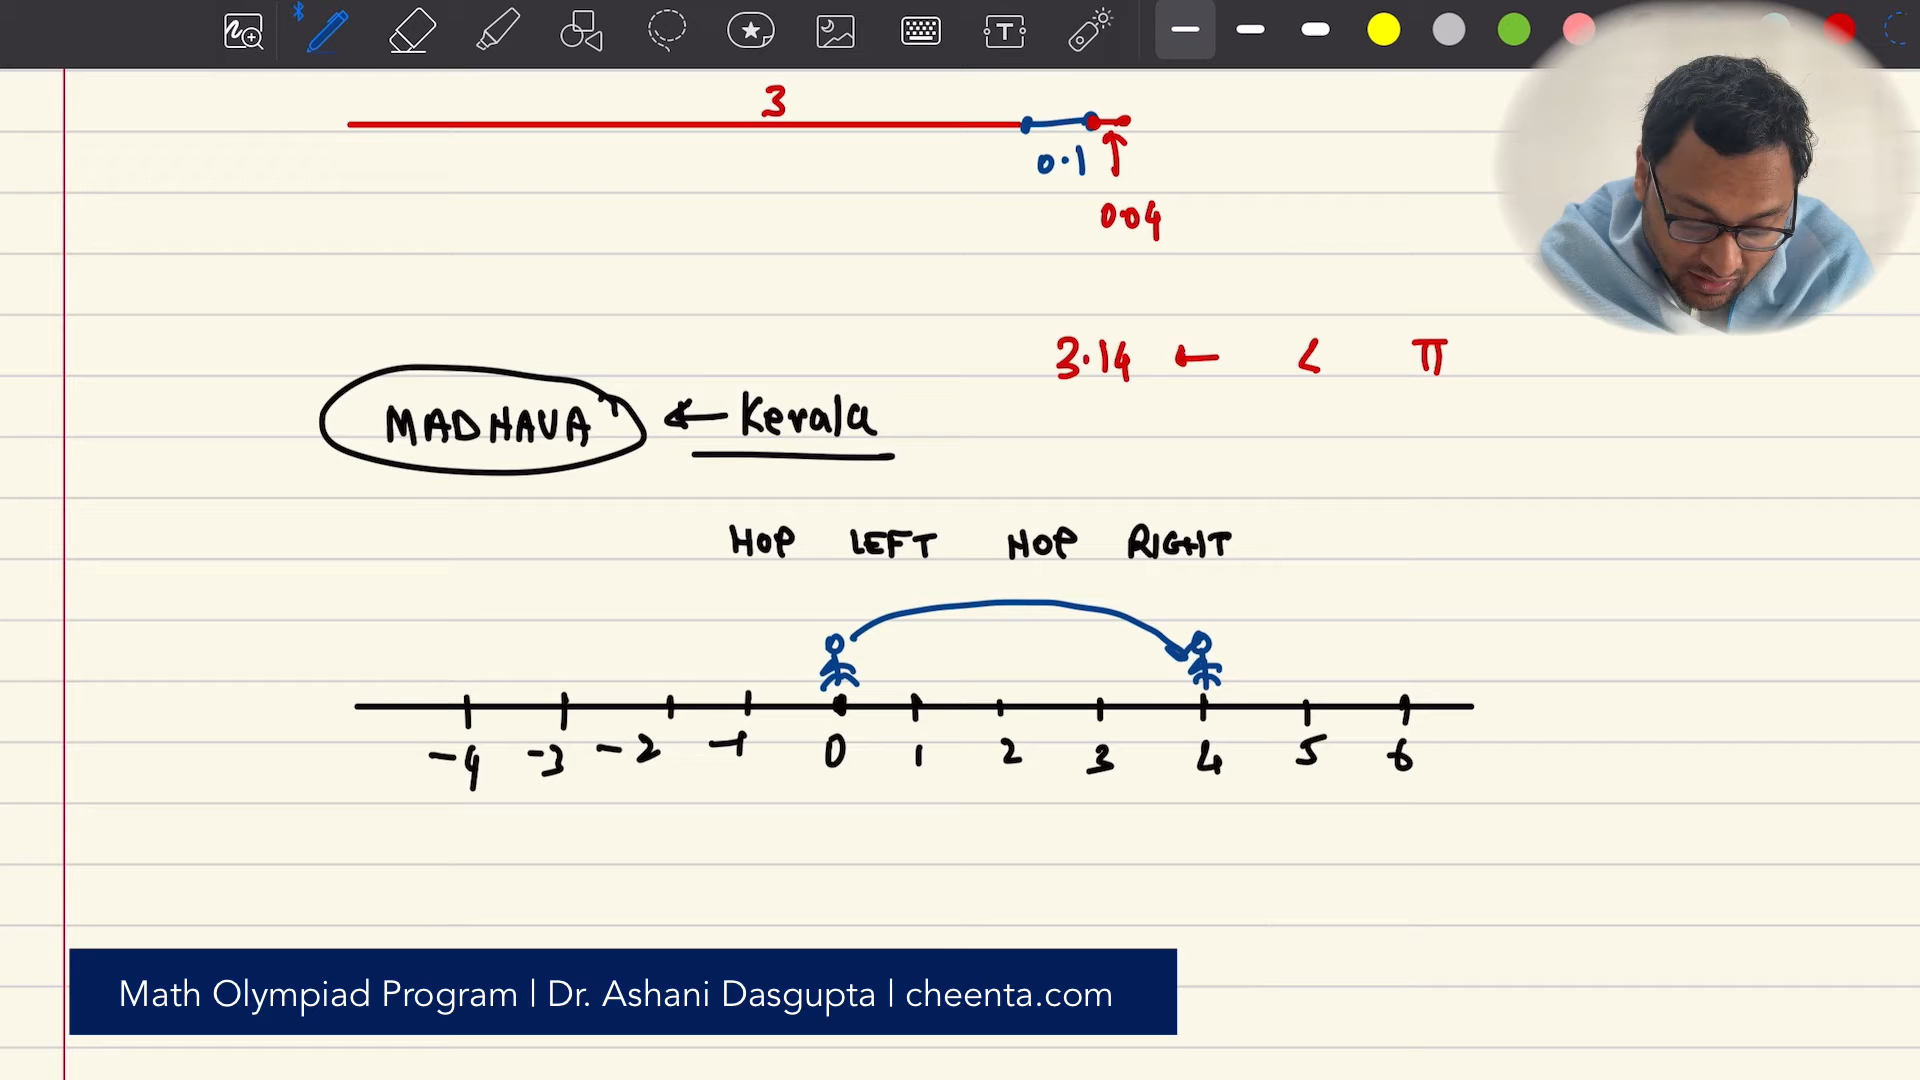 3
0.1
0.04
3.14 ← < π
MADHAVA ← Kerala
HOP LEFT HOP RIGHT
-4 -3 -2 -1 0 1 2 3 4 5 6
Math Olympiad Program | Dr. Ashani Dasgupta | cheenta.com